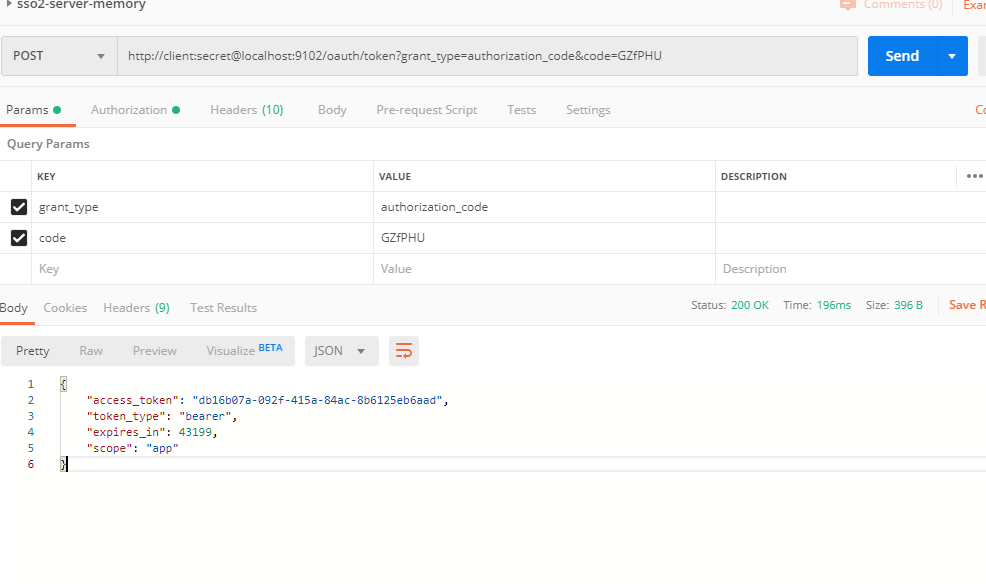 sso2-server-memory Comments (0) Exa
POST http://client:secret@localhost:9102/oauth/token?grant_type=authorization_code&code=GZfPHU Send
Params Authorization Headers (10) Body Pre-request Script Tests Settings Co
Query Params
KEY VALUE DESCRIPTION
grant_type authorization_code
code GZfPHU
Key Value Description
Body Cookies Headers (9) Test Results Status: 200 OK Time: 196ms Size: 396 B Save R
Pretty Raw Preview Visualize BETA JSON
1 {
2 "access_token": "db16b07a-092f-415a-84ac-8b6125eb6aad",
3 "token_type": "bearer",
4 "expires_in": 43199,
5 "scope": "app"
6 }